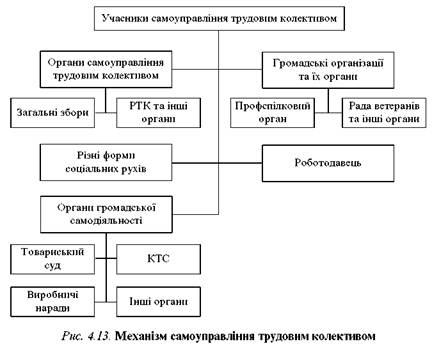 Учасники самоуправління трудовим колективом
Органи самоуправління
трудовим колективом
Громадські організації
та їх органи
Загальні збори
РТК та інші
органи
Профспілковий
орган
Рада ветеранів
та інші органи
Різні форми
соціальних рухів
Роботодавець
Органи громадської
самодіяльності
Товариський
суд
КТС
Виробничі
наради
Інші органи
Рис. 4.13. Механізм самоуправління трудовим колективом